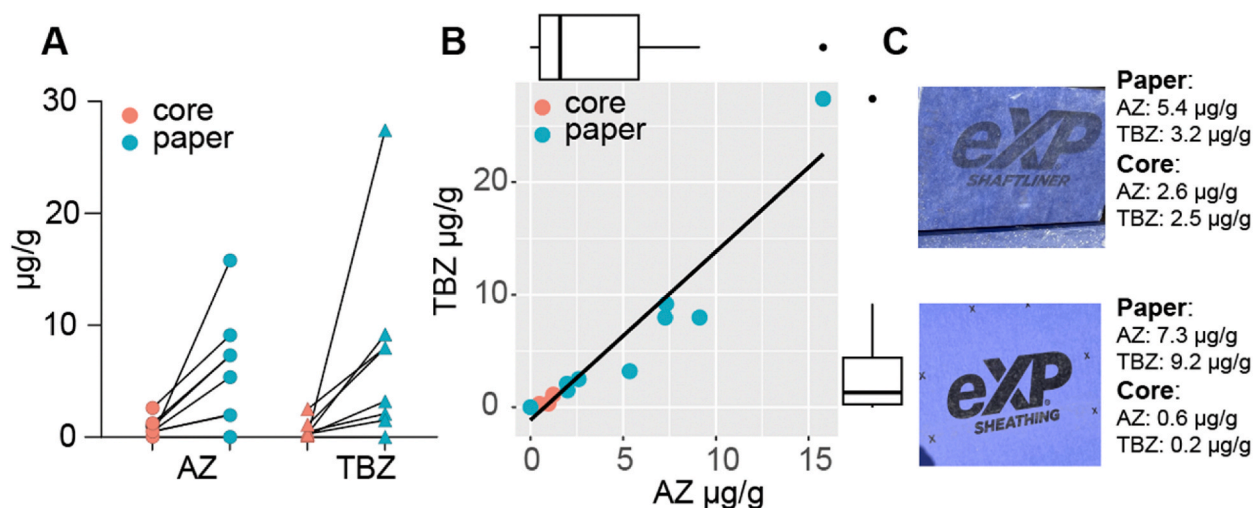 A
30
20
10
0
µg/g
core
paper
AZ
TBZ
B
core
paper
20
10
0
TBZ µg/g
0
5
10
15
AZ µg/g
C
eXP
SHAFTLINER
Paper:
AZ: 5.4 µg/g
TBZ: 3.2 µg/g
Core:
AZ: 2.6 µg/g
TBZ: 2.5 µg/g
eXP
SHEATHING
Paper:
AZ: 7.3 µg/g
TBZ: 9.2 µg/g
Core:
AZ: 0.6 µg/g
TBZ: 0.2 µg/g